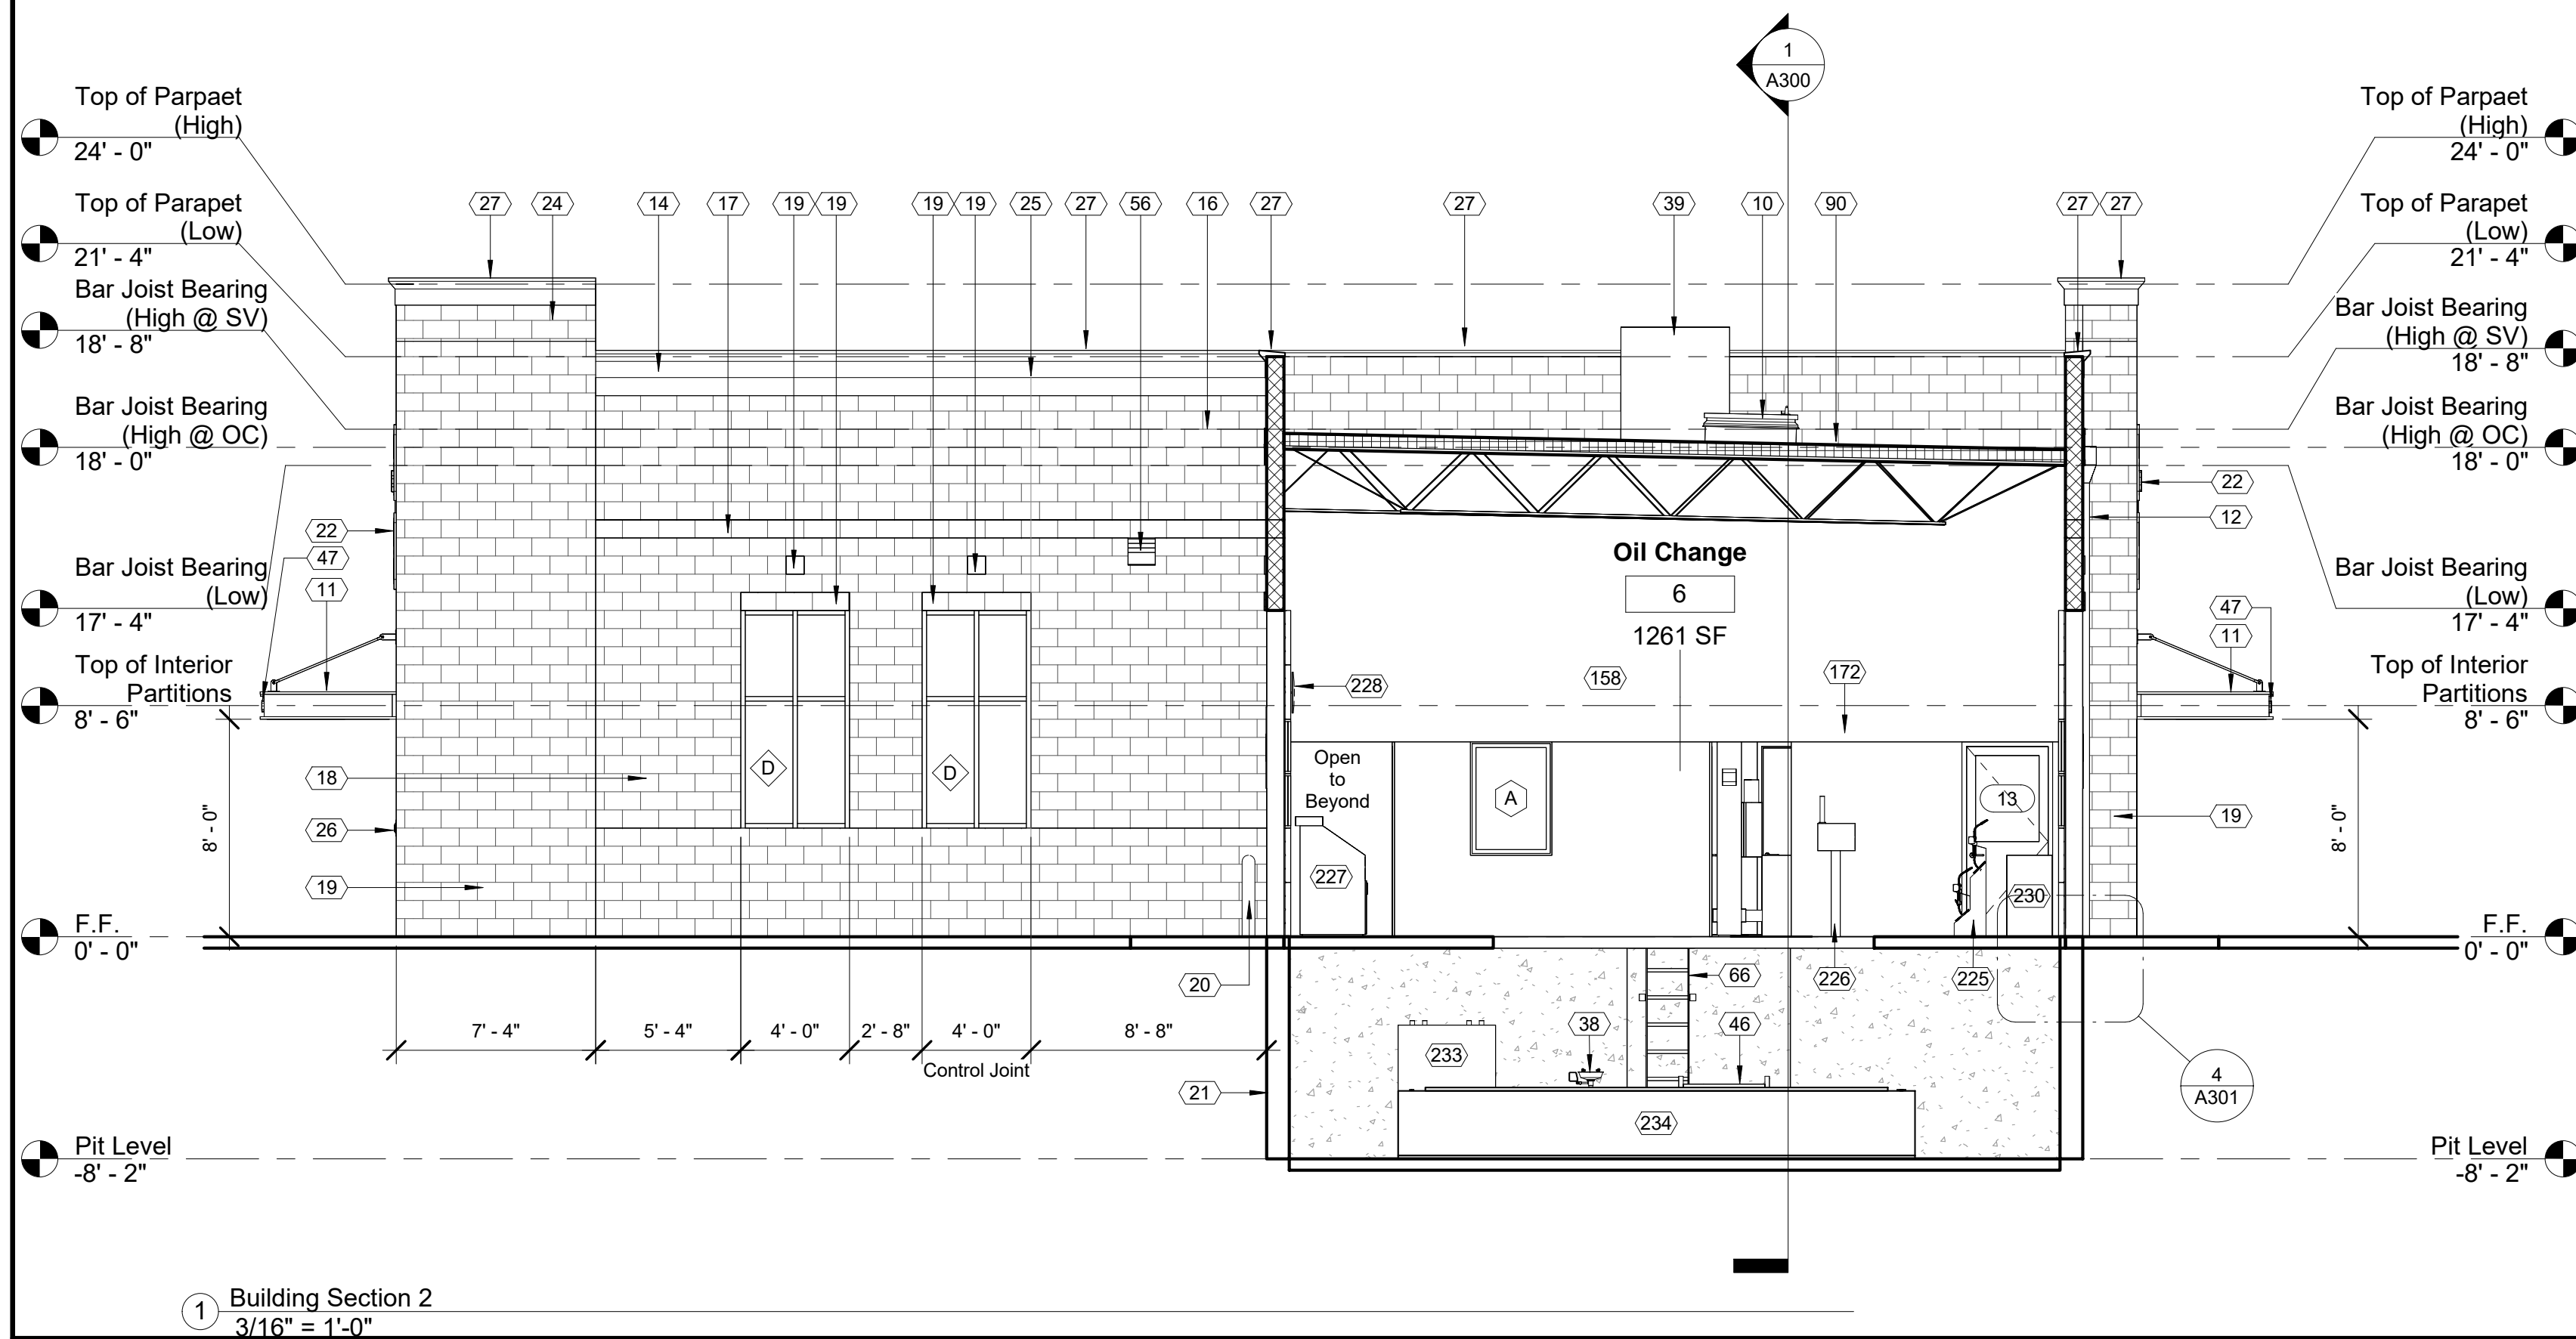 1
A300
Top of Parpaet
(High)
24' - 0"
Top of Parapet
(Low)
21' - 4"
Bar Joist Bearing
(High @ SV)
18' - 8"
Bar Joist Bearing
(High @ OC)
18' - 0"
Bar Joist Bearing
(Low)
17' - 4"
Top of Interior
Partitions
8' - 6"
F.F.
0' - 0"
Pit Level
-8' - 2"
27 24 14 17 19 19 19 19 25 27 56 16 27 27 39 10 90 27 27
22
47
11
18
26
19
8' - 0"
D
D
20
21
7' - 4" 5' - 4" 4' - 0" 2' - 8" 4' - 0" 8' - 8"
Control Joint
Oil Change
6
1261 SF
228
158
172
Open
to
Beyond
A
13
227
230
66
226
225
38
46
233
234
4
A301
22
12
47
11
19
8' - 0"
Top of Parpaet
(High)
24' - 0"
Top of Parapet
(Low)
21' - 4"
Bar Joist Bearing
(High @ SV)
18' - 8"
Bar Joist Bearing
(High @ OC)
18' - 0"
Bar Joist Bearing
(Low)
17' - 4"
Top of Interior
Partitions
8' - 6"
F.F.
0' - 0"
Pit Level
-8' - 2"
1
Building Section 2
3/16" = 1'-0"